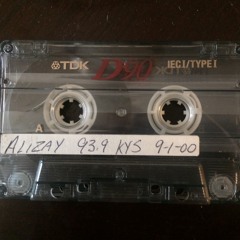 TDK D90 IEC I / TYPE I
A
ALIZAY 93.9 KYS 9-1-00